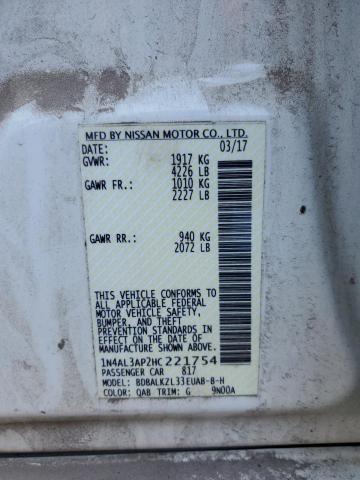 MFD BY NISSAN MOTOR CO., LTD.
DATE: 03/17
GVWR: 1917 KG
4226 LB
GAWR FR.: 1010 KG
2227 LB
GAWR RR.: 940 KG
2072 LB
THIS VEHICLE CONFORMS TO
ALL APPLICABLE FEDERAL
MOTOR VEHICLE SAFETY,
BUMPER, AND THEFT
PREVENTION STANDARDS IN
EFFECT ON THE DATE OF
MANUFACTURE SHOWN ABOVE.
1N4AL3AP2HC221754
PASSENGER CAR 817
MODEL: BDBALKZL33EUAB-B-H
COLOR: QAB TRIM: G 9N00A